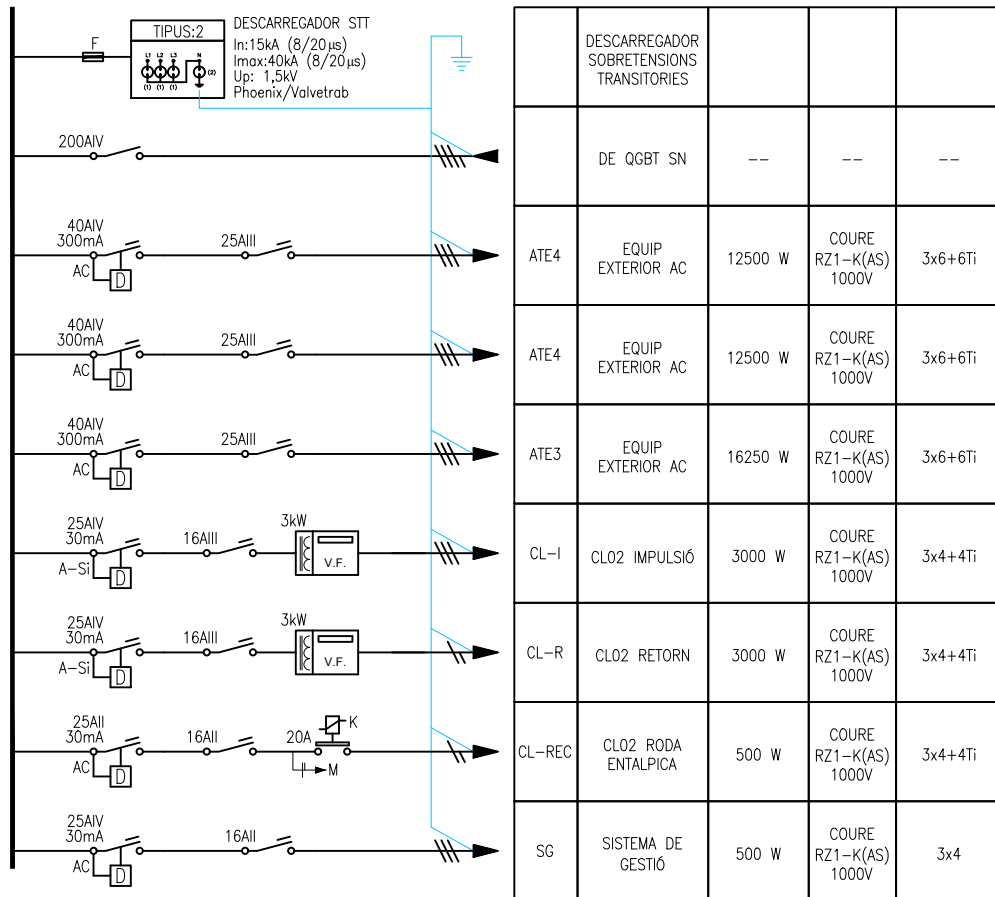 F
TIPUS:2
L1 L2 L3 N
(1) (1) (1) (2)
DESCARREGADOR STT
In:15kA (8/20µs)
Imax:40kA (8/20µs)
Up: 1,5kV
Phoenix/Valvetrab
DESCARREGADOR
SOBRETENSIONS
TRANSITORIES
200AIV
DE QGBT SN
--
--
--
40AIV
300mA
AC
D
25AIII
ATE4
EQUIP
EXTERIOR AC
12500 W
COURE
RZ1-K(AS)
1000V
3x6+6Ti
40AIV
300mA
AC
D
25AIII
ATE4
EQUIP
EXTERIOR AC
12500 W
COURE
RZ1-K(AS)
1000V
3x6+6Ti
40AIV
300mA
AC
D
25AIII
ATE3
EQUIP
EXTERIOR AC
16250 W
COURE
RZ1-K(AS)
1000V
3x6+6Ti
25AIV
30mA
A-Si
D
16AIII
3kW
V.F.
CL-I
CL02 IMPULSIÓ
3000 W
COURE
RZ1-K(AS)
1000V
3x4+4Ti
25AIV
30mA
A-Si
D
16AIII
3kW
V.F.
CL-R
CL02 RETORN
3000 W
COURE
RZ1-K(AS)
1000V
3x4+4Ti
25AII
30mA
AC
D
16AII
20A
K
M
CL-REC
CL02 RODA
ENTALPICA
500 W
COURE
RZ1-K(AS)
1000V
3x4+4Ti
25AIV
30mA
AC
D
16AII
SG
SISTEMA DE
GESTIÓ
500 W
COURE
RZ1-K(AS)
1000V
3x4